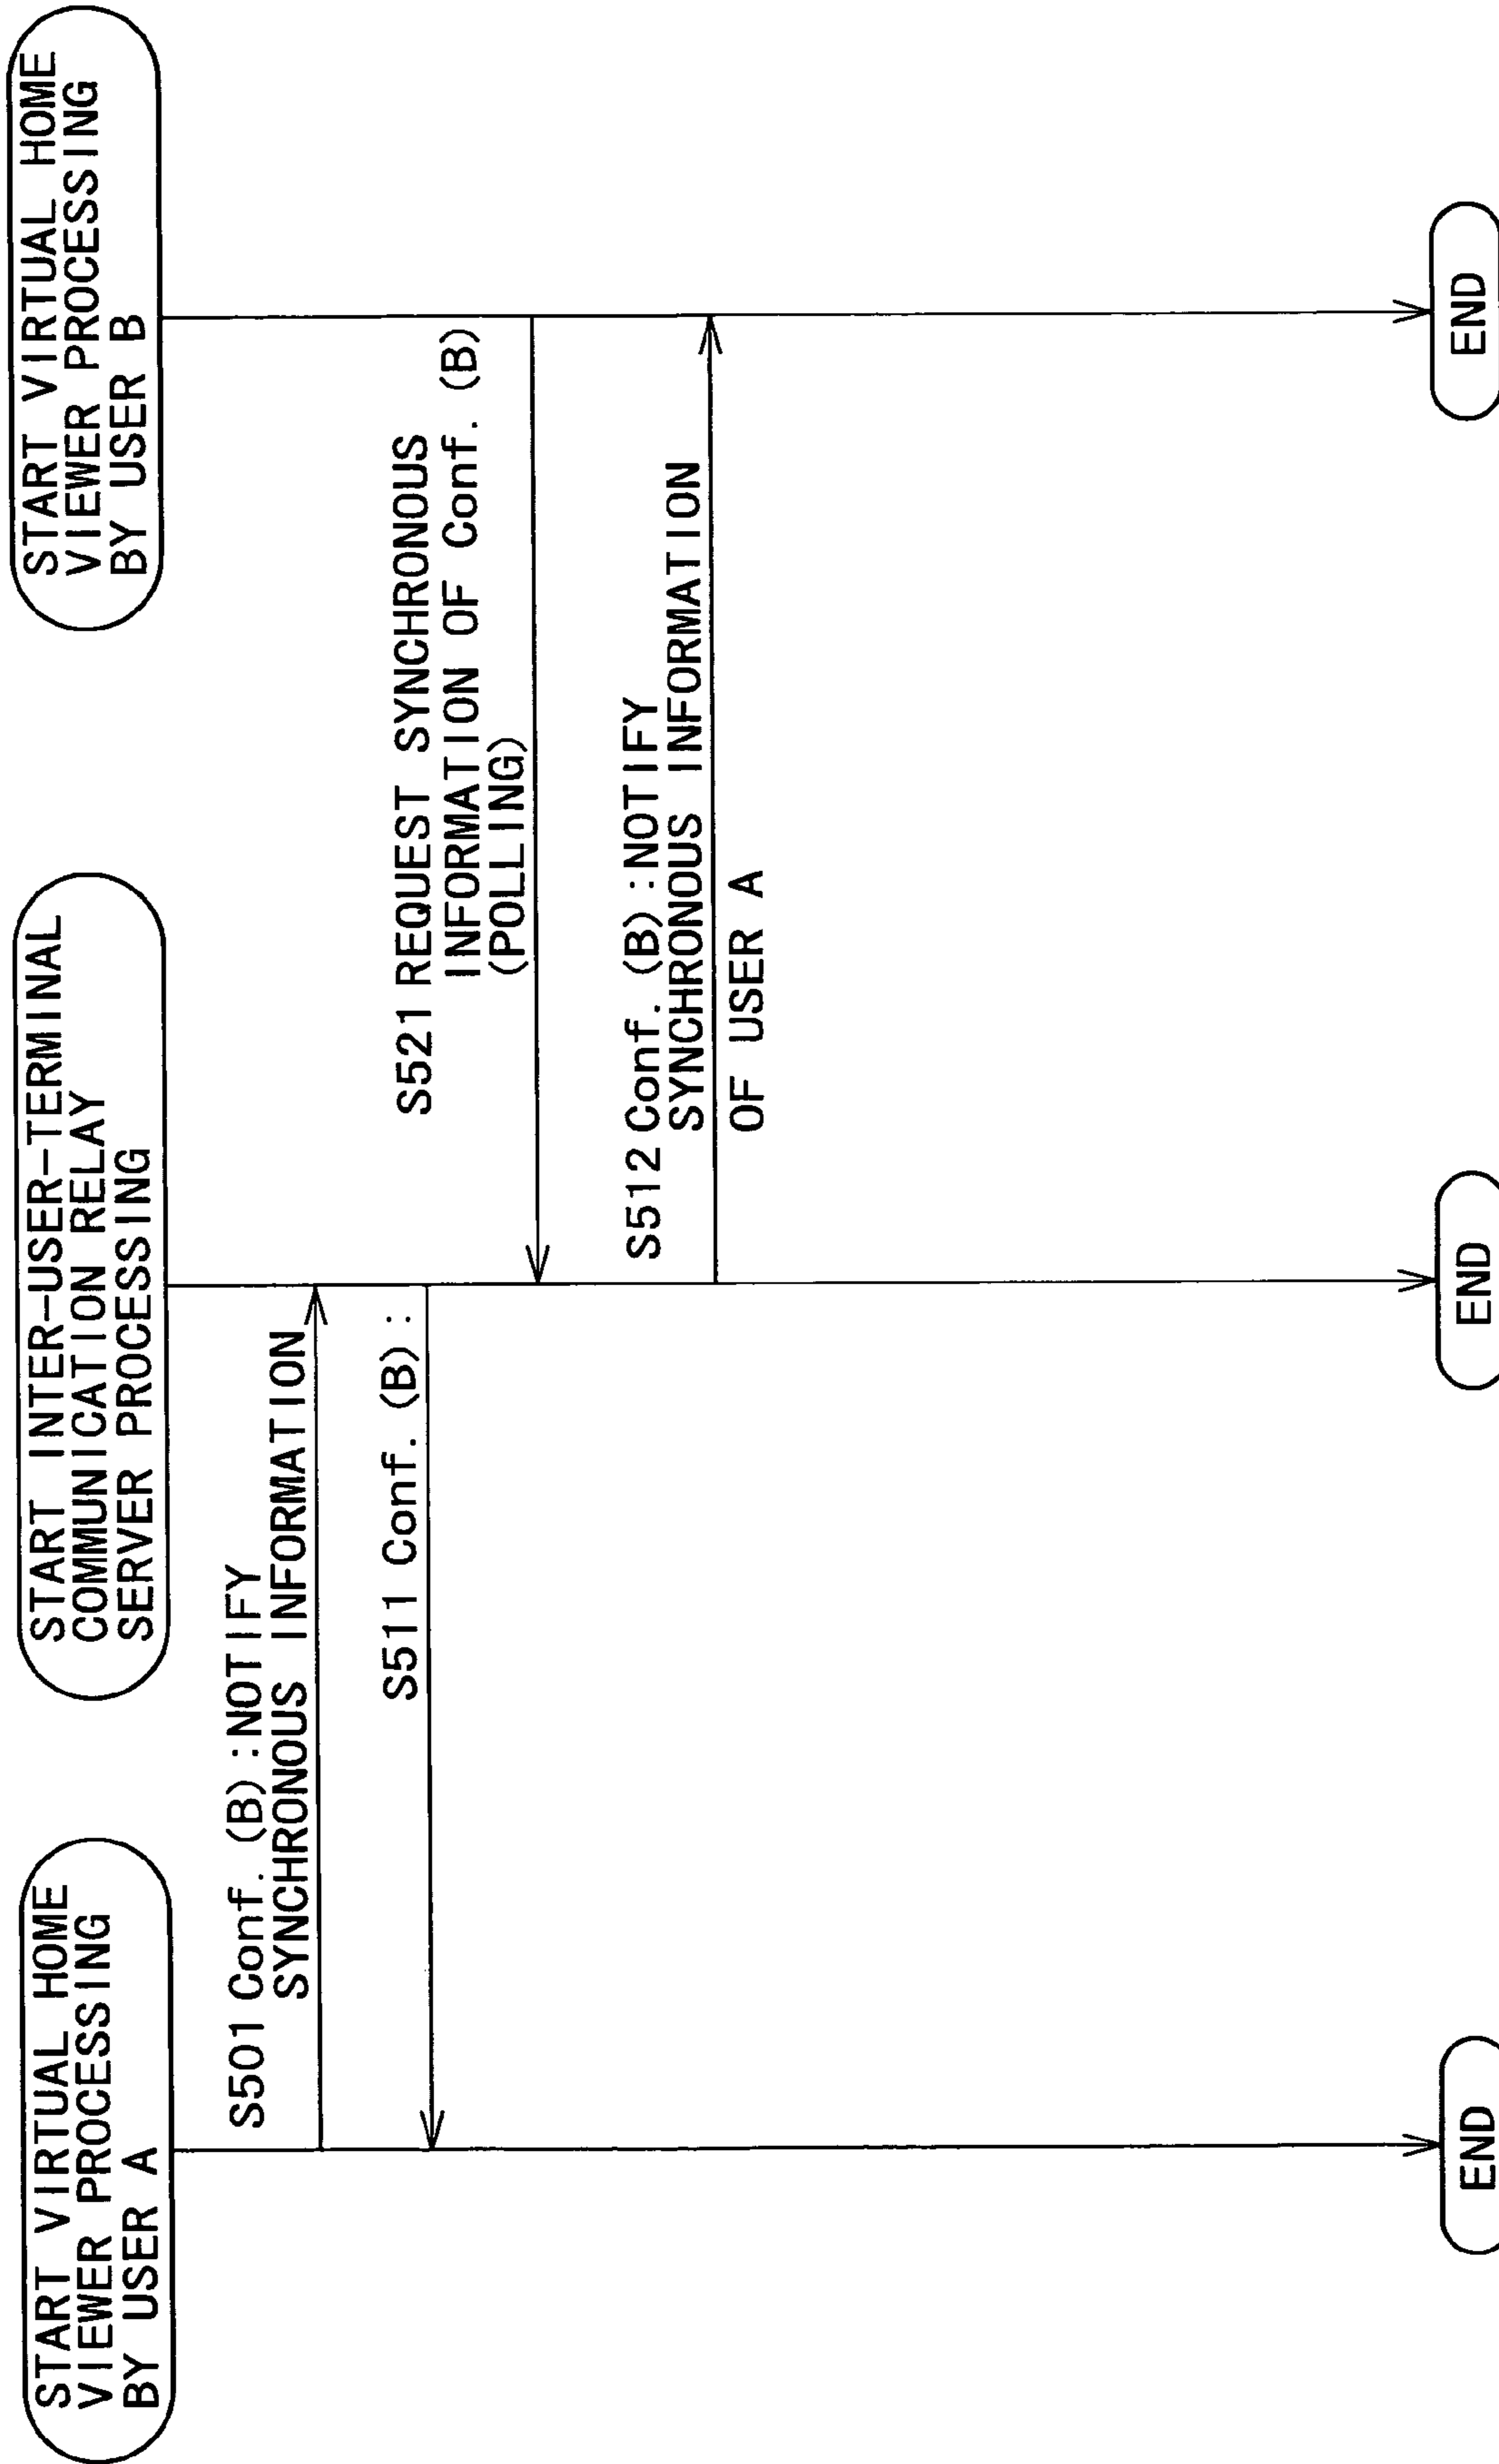 START VIRTUAL HOME
VIEWER PROCESSING
BY USER A
START INTER-USER-TERMINAL
COMMUNICATION RELAY
SERVER PROCESSING
START VIRTUAL HOME
VIEWER PROCESSING
BY USER B
S501 Conf. (B) :NOTIFY
SYNCHRONOUS INFORMATION
S511 Conf. (B) :
S521 REQUEST SYNCHRONOUS
INFORMATION OF Conf. (B)
(POLLING)
S512 Conf. (B) :NOTIFY
SYNCHRONOUS INFORMATION
OF USER A
END
END
END